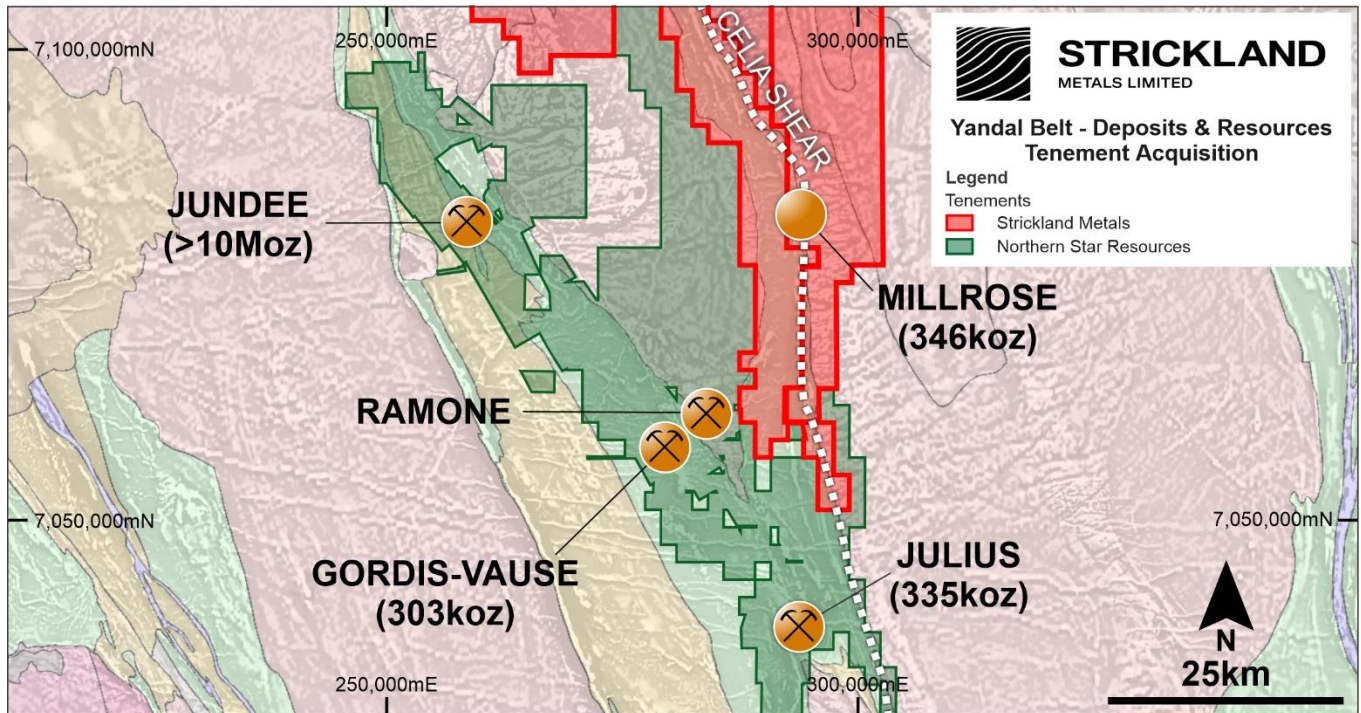 250,000mE
300,000mE
7,100,000mN
CELIA SHEAR
STRICKLAND
METALS LIMITED
Yandal Belt - Deposits & Resources
Tenement Acquisition
Legend
Tenements
Strickland Metals
Northern Star Resources
JUNDEE
(>10Moz)
MILLROSE
(346koz)
RAMONE
7,050,000mN
7,050,000mN
GORDIS-VAUSE
(303koz)
JULIUS
(335koz)
N
25km
250,000mE
300,000mE